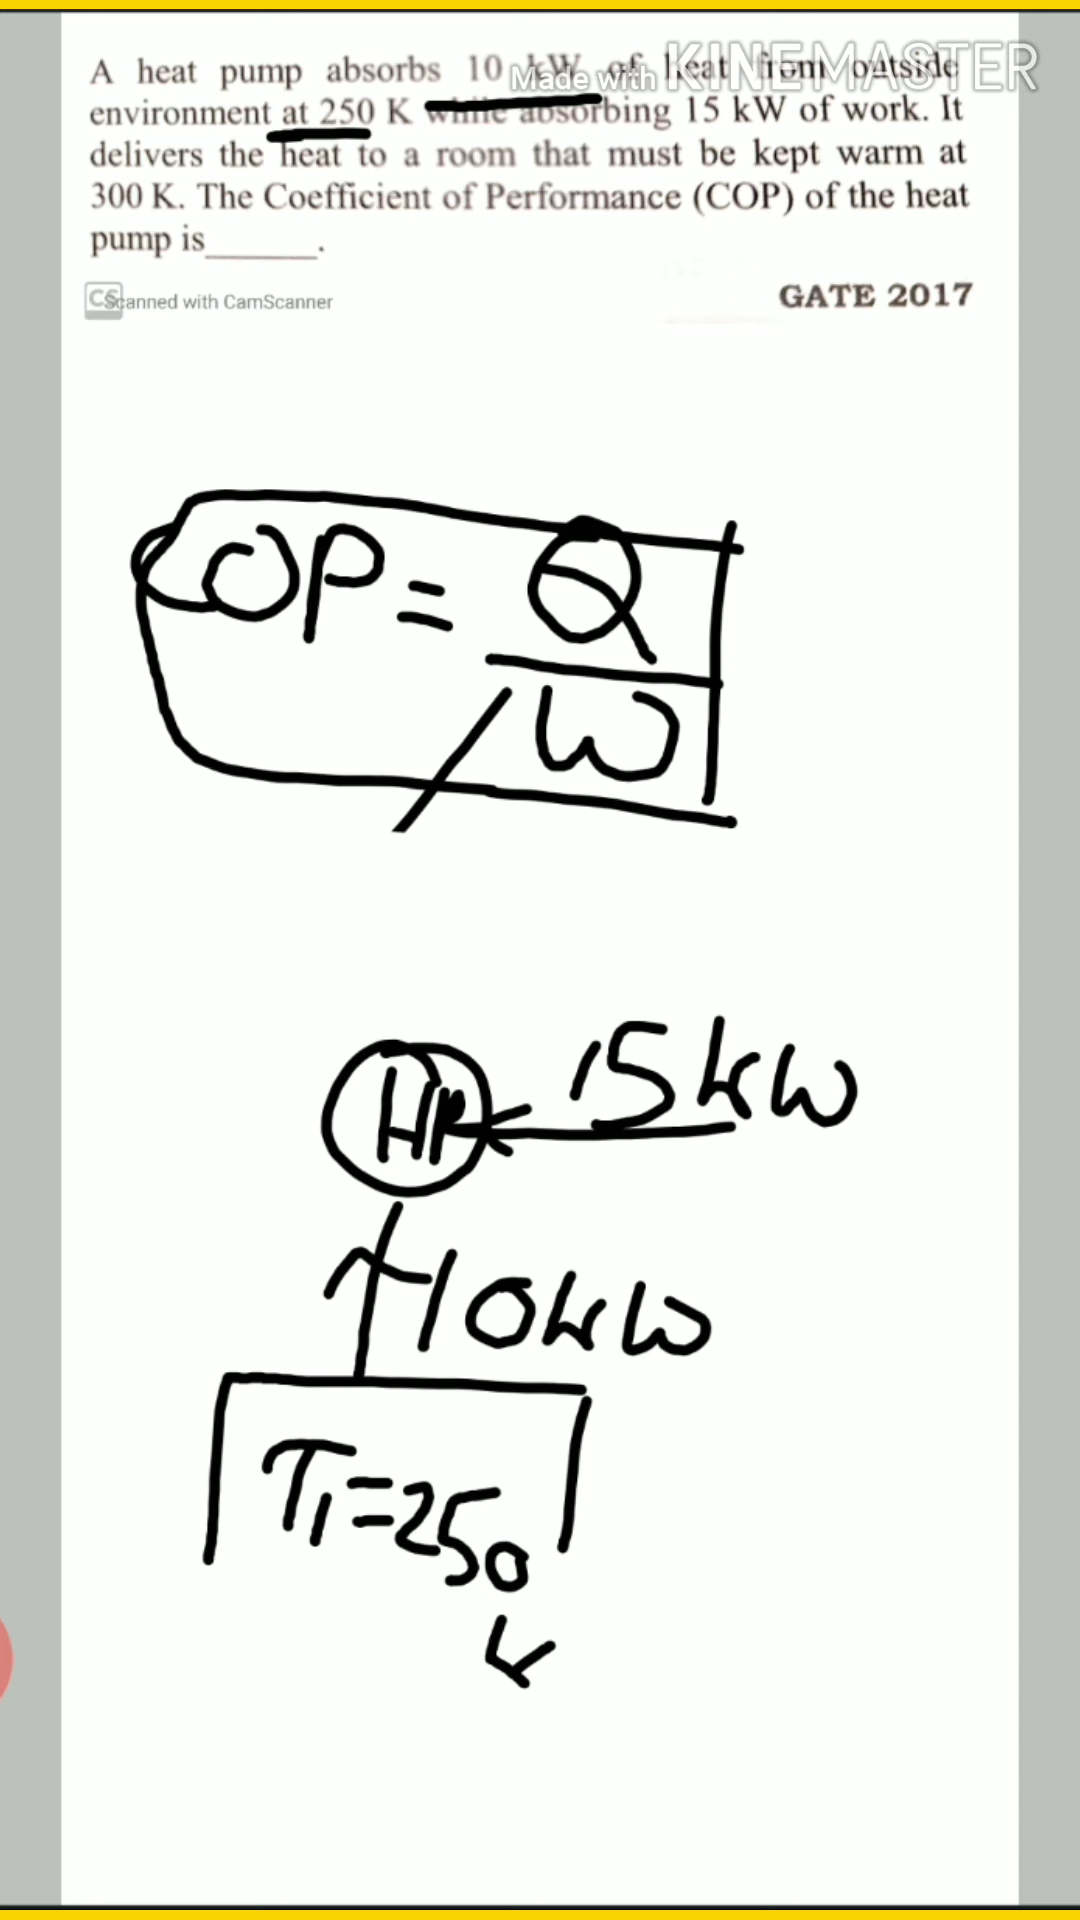 A heat pump absorbs 10 kW of heat from outside
Made with KINEMASTER
environment at 250 K while absorbing 15 kW of work. It
delivers the heat to a room that must be kept warm at
300 K. The Coefficient of Performance (COP) of the heat
pump is______.
CS Scanned with CamScanner
GATE 2017
COP = Q
W
15 kW
HP
10 kW
T1 = 250
K